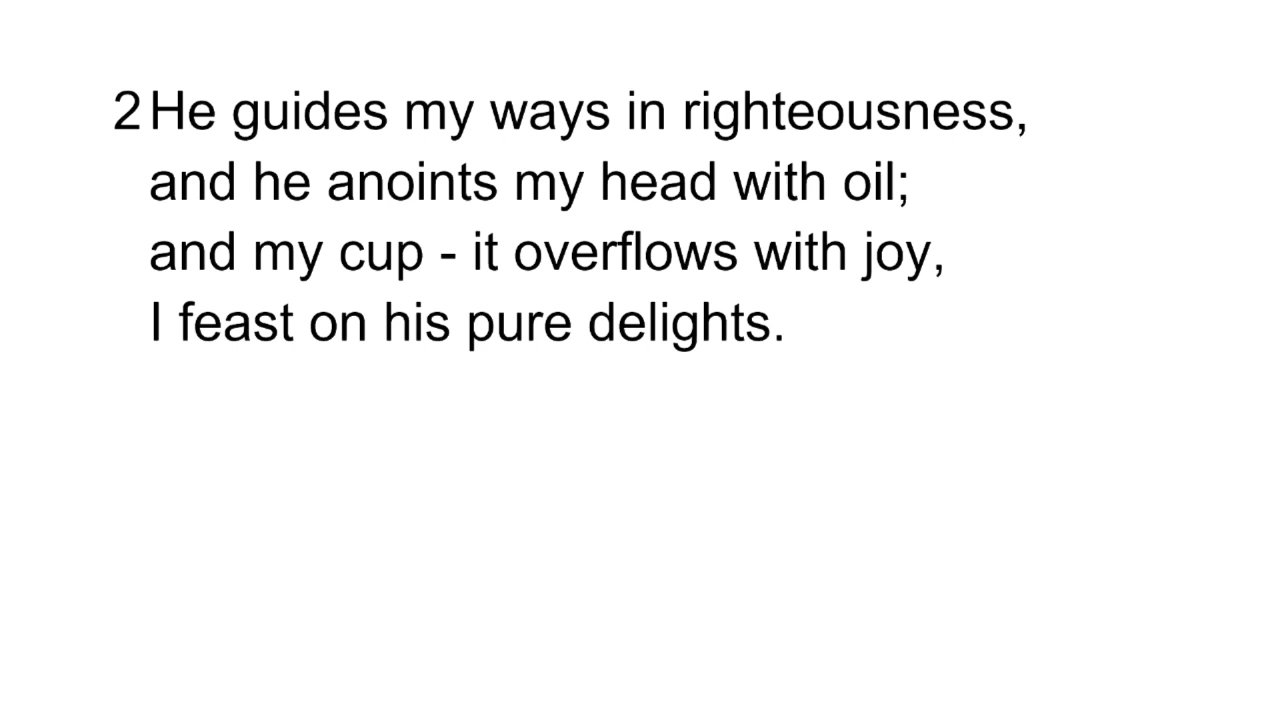 2 He guides my ways in righteousness,
and he anoints my head with oil;
and my cup - it overflows with joy,
I feast on his pure delights.